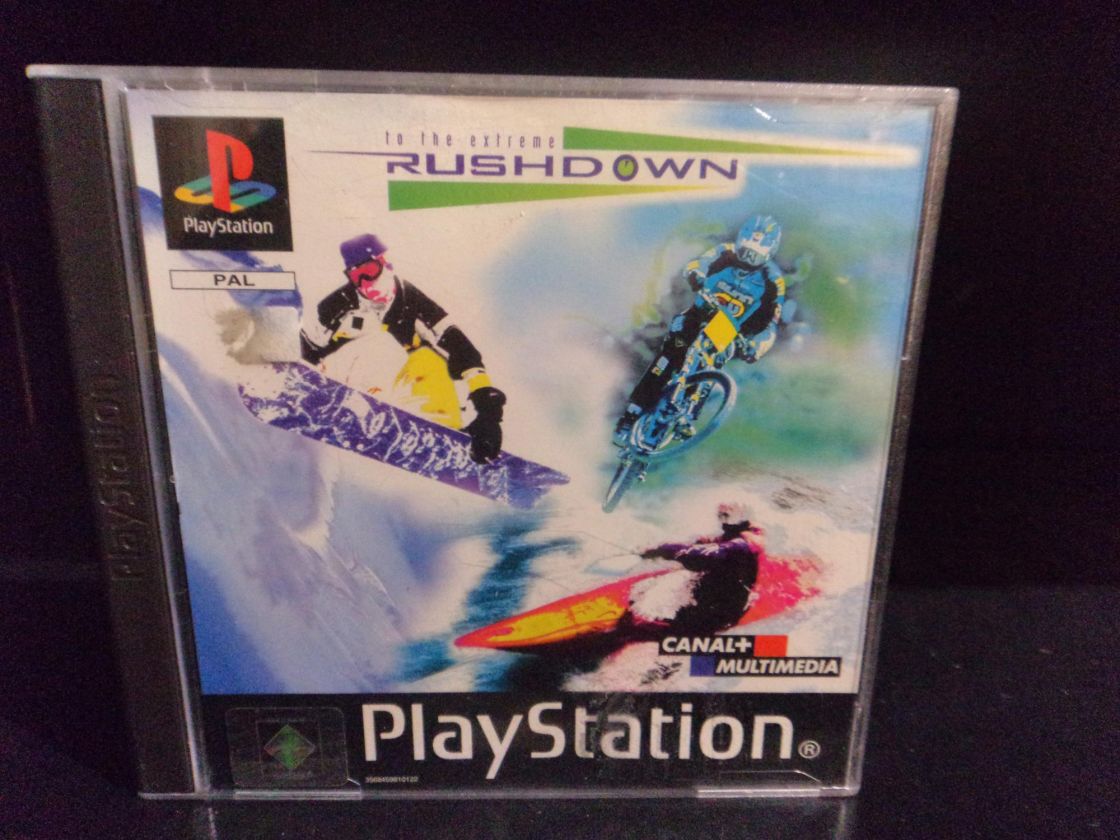 to the extreme
RUSHDOWN
PlayStation
PAL
PlayStation
CANAL+
MULTIMEDIA
PlayStation®